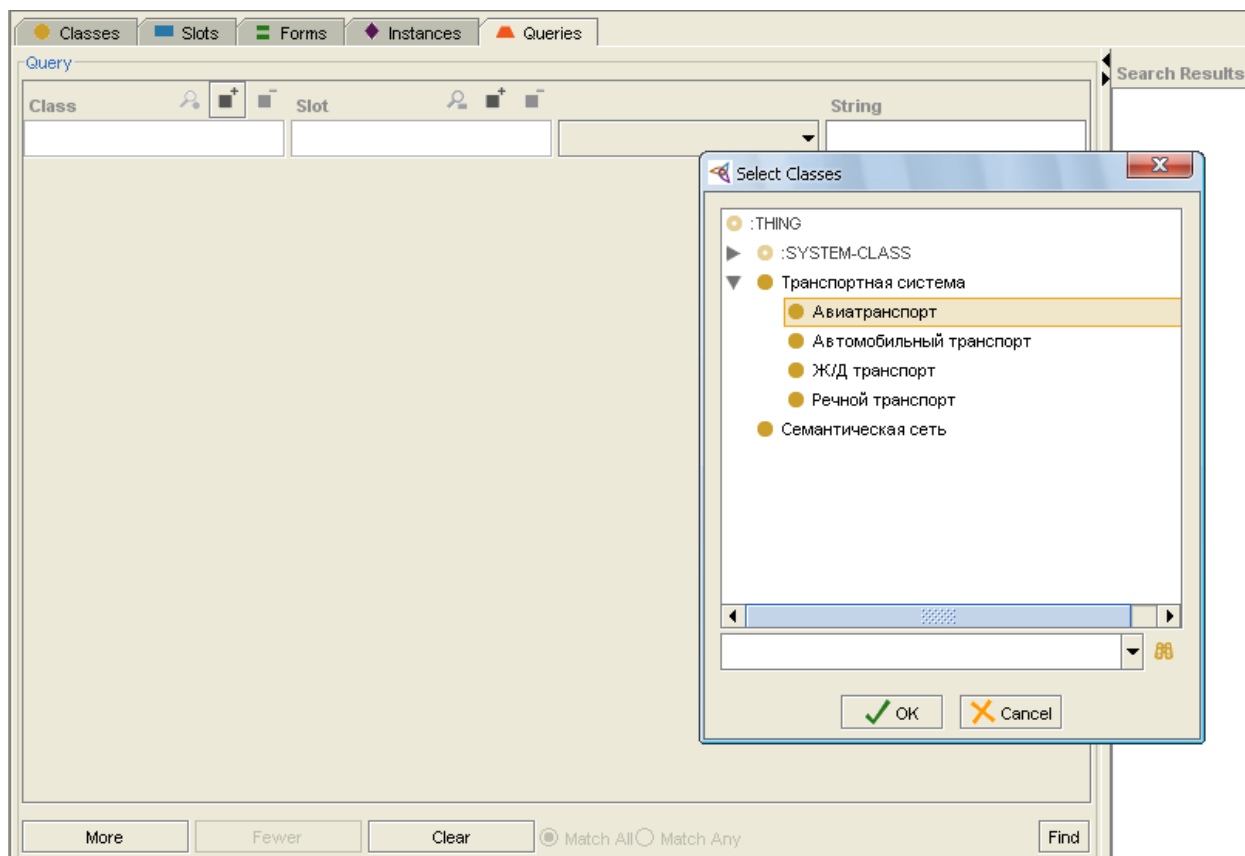 Classes Slots Forms Instances Queries
Query
Search Results
Class Slot String
Select Classes
:THING
:SYSTEM-CLASS
Транспортная система
Авиатранспорт
Автомобильный транспорт
Ж/Д транспорт
Речной транспорт
Семантическая сеть
OK Cancel
More Fewer Clear Match All Match Any Find